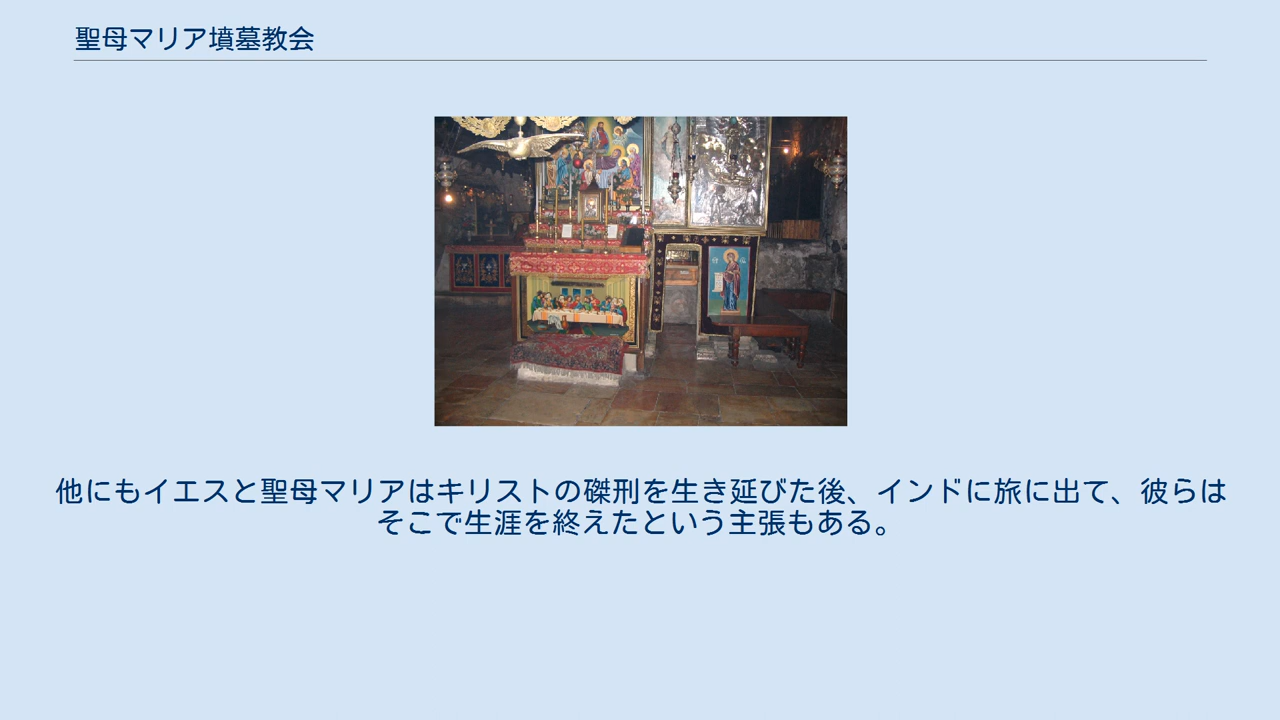 聖母マリア墳墓教会
他にもイエスと聖母マリアはキリストの磔刑を生き延びた後、インドに旅に出て、彼らは
そこで生涯を終えたという主張もある。